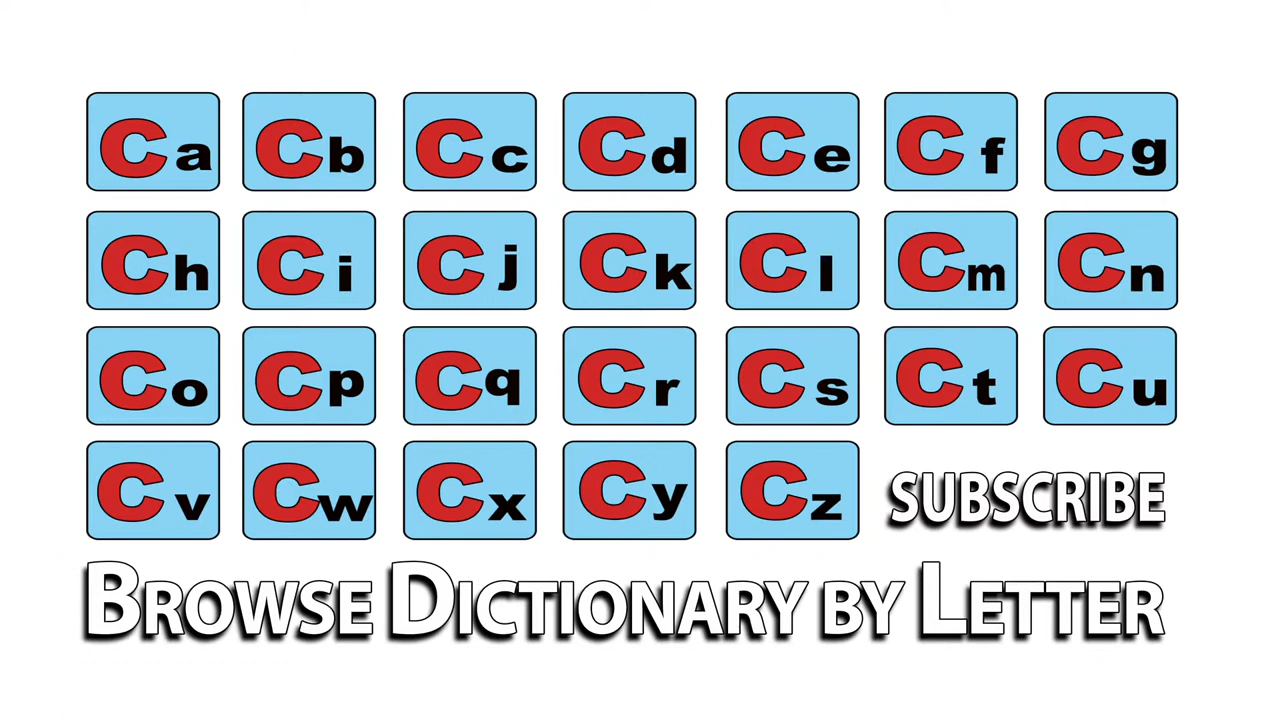 Ca Cb Cc Cd Ce Cf Cg
Ch Ci Cj Ck Cl Cm Cn
Co Cp Cq Cr Cs Ct Cu
Cv Cw Cx Cy Cz SUBSCRIBE
BROWSE DICTIONARY BY LETTER